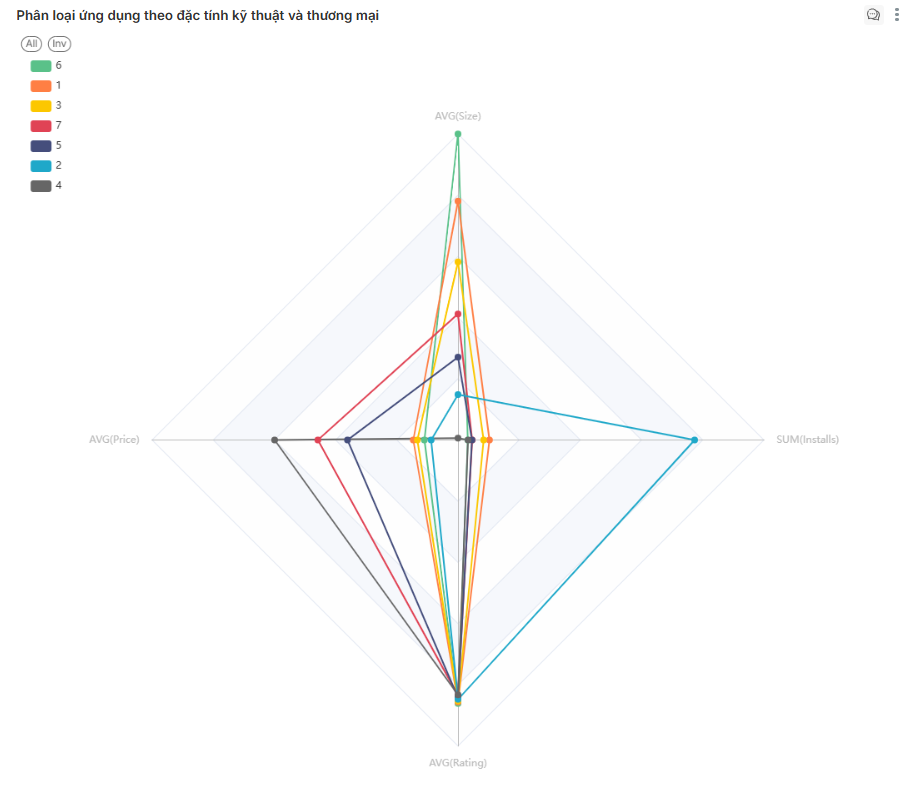 Phân loại ứng dụng theo đặc tính kỹ thuật và thương mại
All Inv
6
1
3
7
5
2
4
AVG(Size)
AVG(Price)
SUM(Installs)
AVG(Rating)